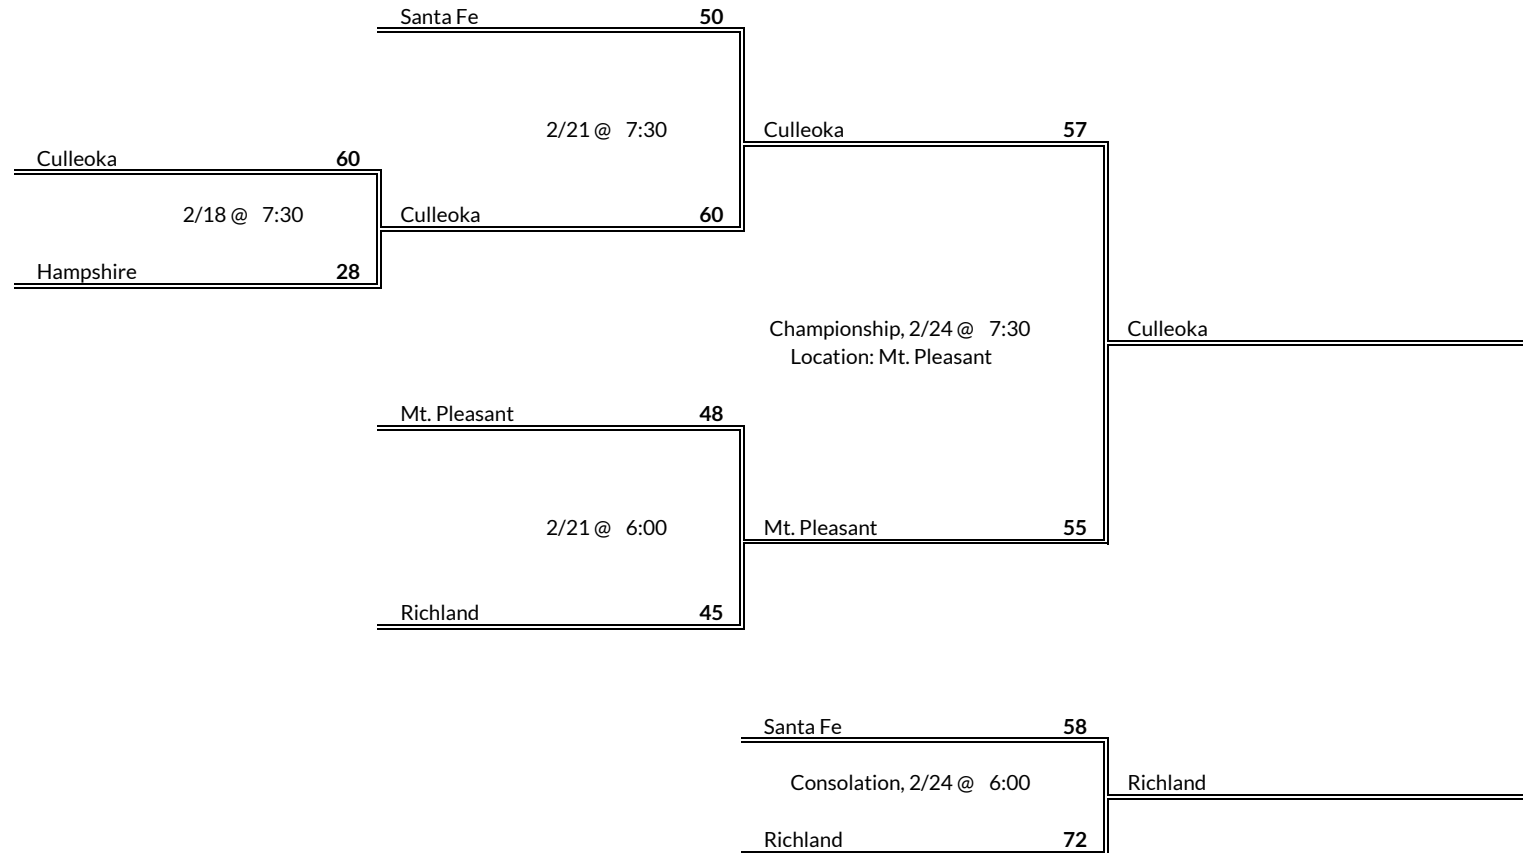 Santa Fe 50
2/21 @ 7:30
Culleoka 57
Culleoka 60
2/18 @ 7:30
Culleoka 60
Hampshire 28
Championship, 2/24 @ 7:30
Culleoka
Location: Mt. Pleasant
Mt. Pleasant 48
2/21 @ 6:00
Mt. Pleasant 55
Richland 45
Santa Fe 58
Consolation, 2/24 @ 6:00
Richland
Richland 72